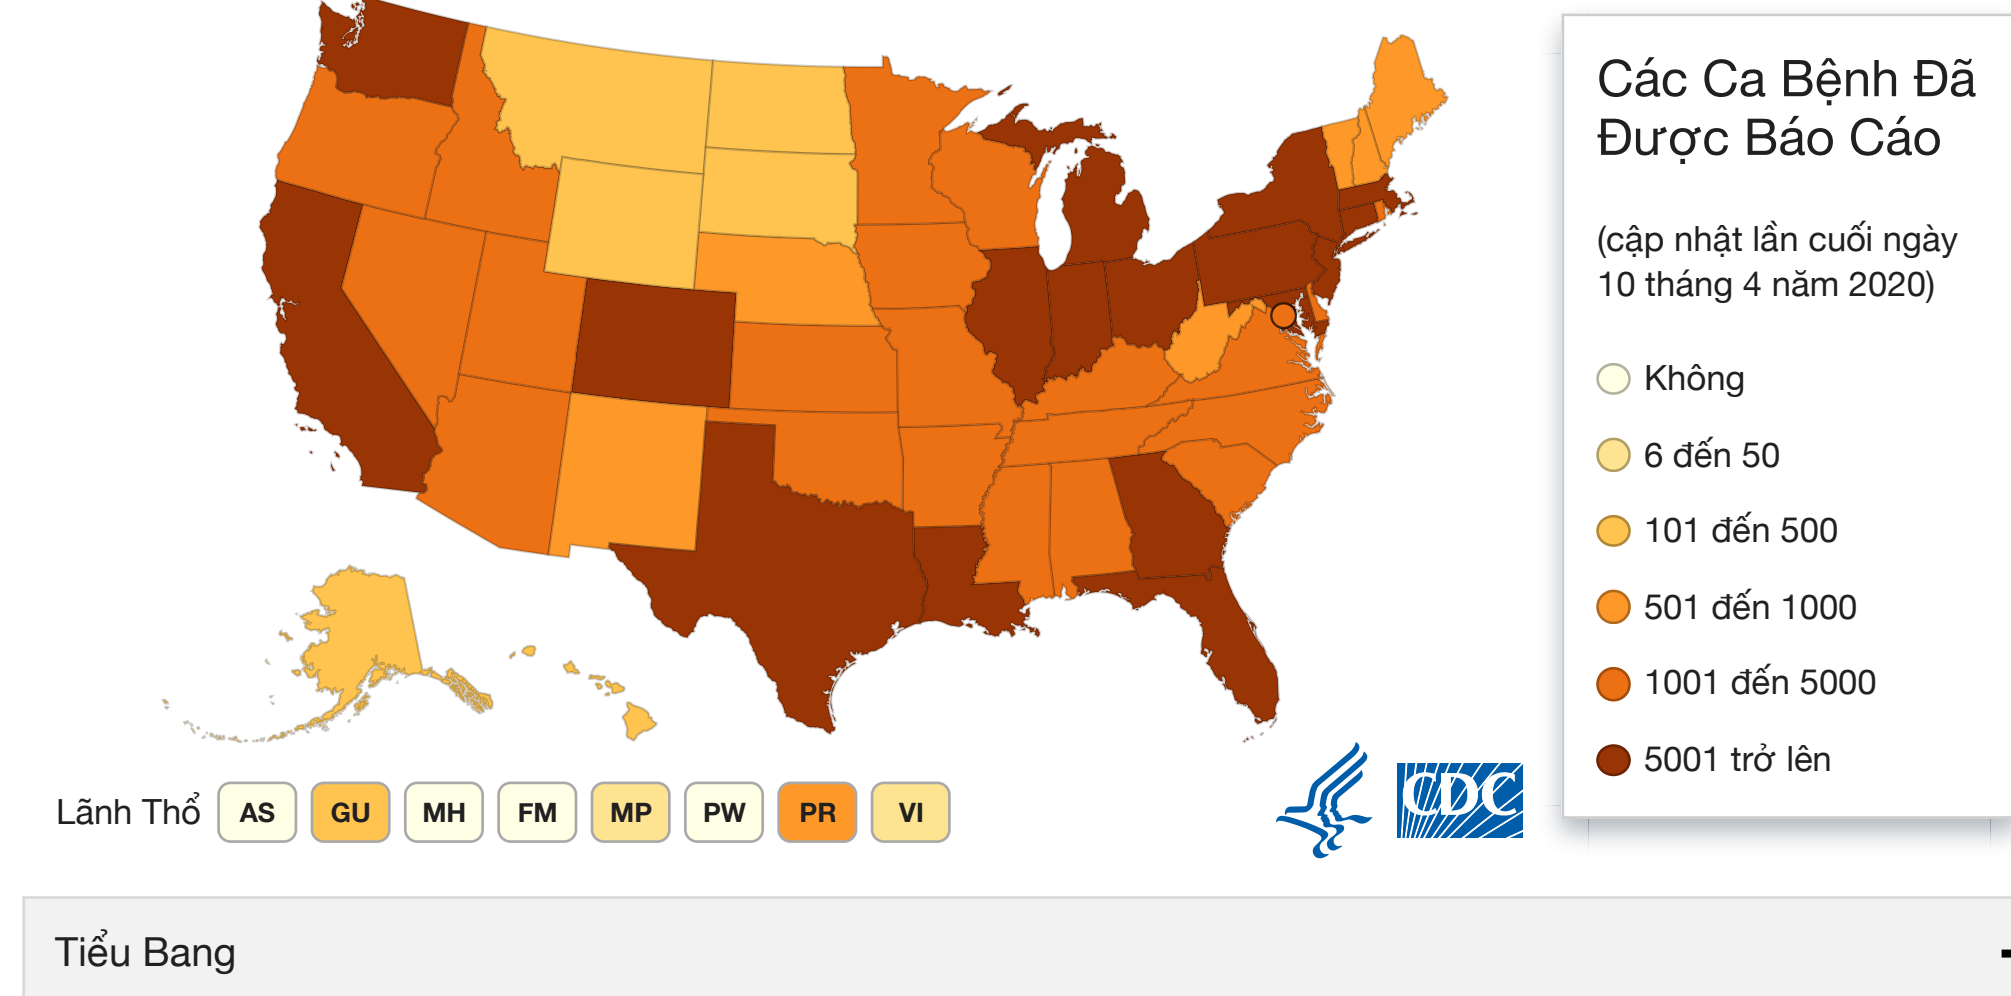 Các Ca Bệnh Đã
Được Báo Cáo
(cập nhật lần cuối ngày
10 tháng 4 năm 2020)
Không
6 đến 50
101 đến 500
501 đến 1000
1001 đến 5000
5001 trở lên
Lãnh Thổ AS GU MH FM MP PW PR VI
CDC
Tiểu Bang